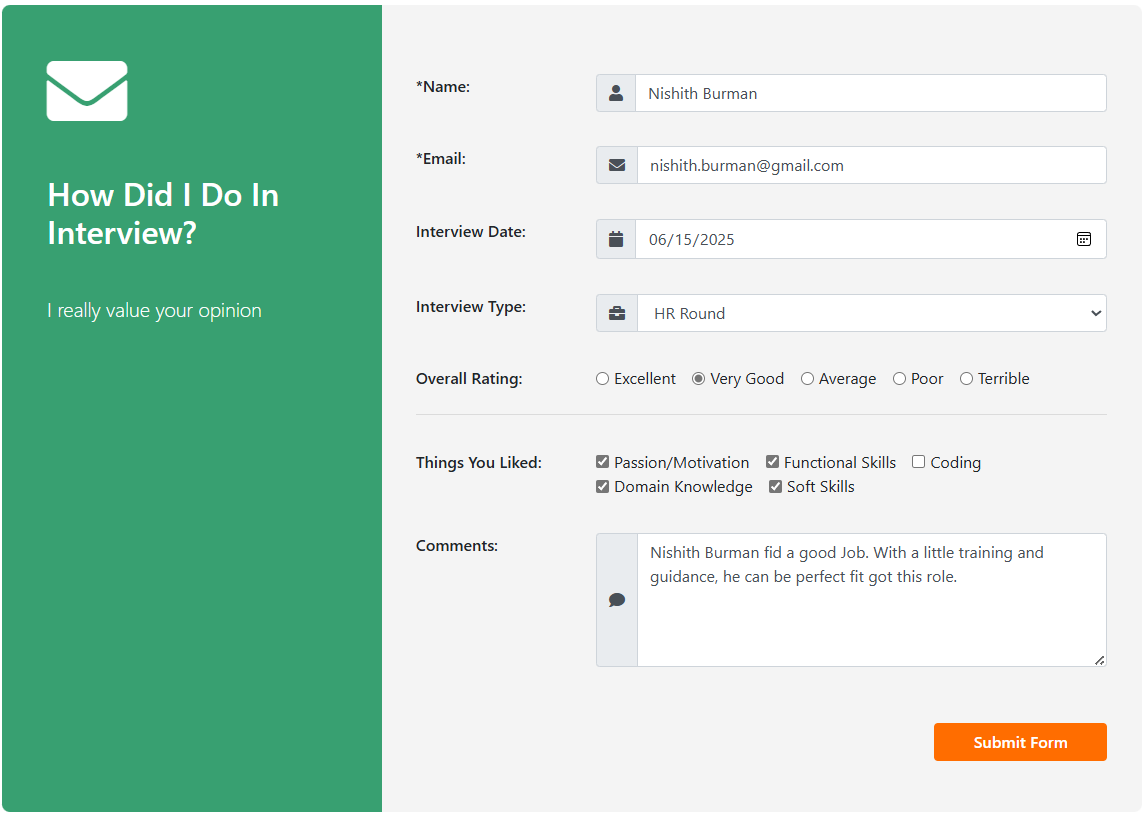 How Did I Do In
Interview?
I really value your opinion
*Name:
Nishith Burman
*Email:
nishith.burman@gmail.com
Interview Date:
06/15/2025
Interview Type:
HR Round
Overall Rating:
Excellent Very Good Average Poor Terrible
Things You Liked:
Passion/Motivation Functional Skills Coding
Domain Knowledge Soft Skills
Comments:
Nishith Burman fid a good Job. With a little training and
guidance, he can be perfect fit got this role.
Submit Form